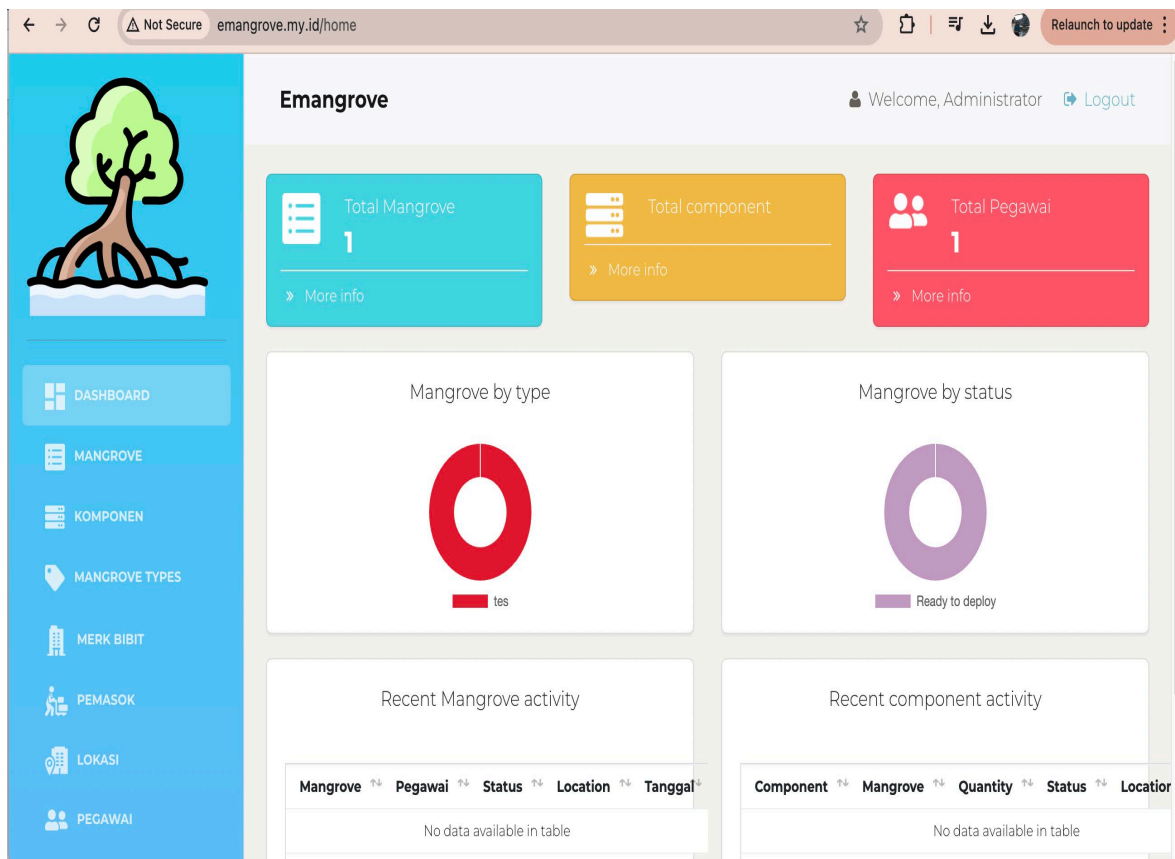 Not Secure emangrove.my.id/home Relaunch to update
Emangrove
Welcome, Administrator Logout
Total Mangrove
1
More info
Total component
More info
Total Pegawai
1
More info
DASHBOARD
MANGROVE
KOMPONEN
MANGROVE TYPES
MERK BIBIT
PEMASOK
LOKASI
PEGAWAI
Mangrove by type
tes
Mangrove by status
Ready to deploy
Recent Mangrove activity
Mangrove Pegawai Status Location Tanggal
No data available in table
Recent component activity
Component Mangrove Quantity Status Location
No data available in table